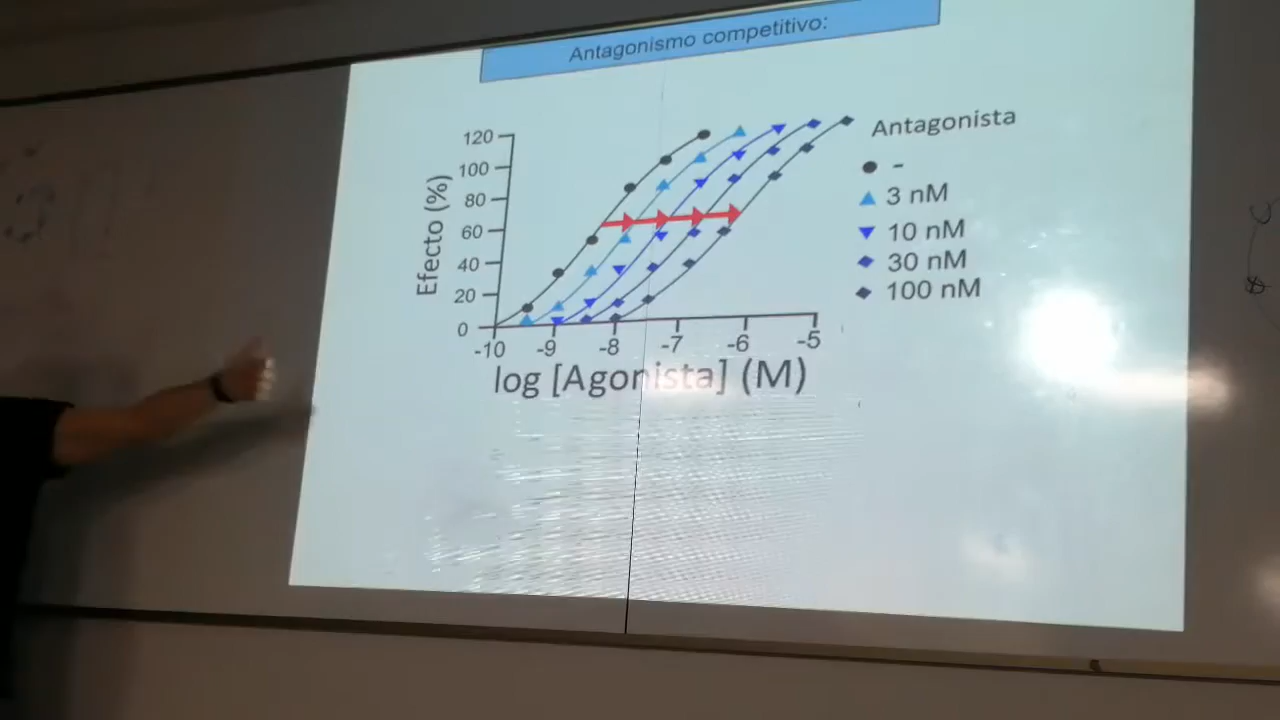 Antagonismo competitivo:
120
100
80
60
40
20
0
Efecto (%)
-10 -9 -8 -7 -6 -5
log [Agonista] (M)
Antagonista
-
3 nM
10 nM
30 nM
100 nM